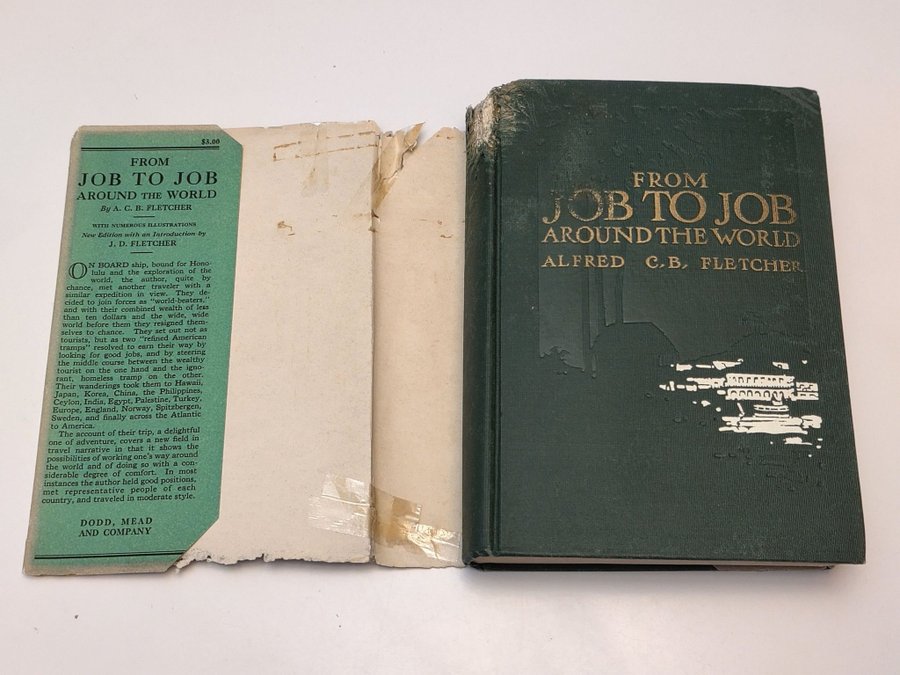 $3.00
FROM
JOB TO JOB
AROUND THE WORLD
By A. C. B. FLETCHER
WITH NUMEROUS ILLUSTRATIONS
New Edition with an Introduction by
J. D. FLETCHER
ON BOARD ship, bound for Hono-
lulu and the exploration of the
world, the author, quite by
chance, met another traveler with a
similar expedition in view. They de-
cided to join forces as "world-beaters,"
and with their combined wealth of less
than ten dollars and the wide, wide
world before them they resigned them-
selves to chance. They set out not as
tourists, but as two "refined American
tramps" resolved to earn their way by
looking for good jobs, and by steering
the middle course between the wealthy
tourist on the one hand and the igno-
rant, homeless tramp on the other.
Their wanderings took them to Hawaii,
Japan, Korea, China, the Philippines,
Ceylon, India, Egypt, Palestine, Turkey,
Europe, England, Norway, Spitzbergen,
Sweden, and finally across the Atlantic
to America.
The account of their trip, a delightful
one of adventure, covers a new field in
travel narrative in that it shows the
possibilities of working one's way around
the world and of doing so with a con-
siderable degree of comfort. In most
instances the author held good positions,
met representative people of each
country, and traveled in moderate style.
DODD, MEAD
AND COMPANY
FROM
JOB TO JOB
AROUND THE WORLD
ALFRED C.B. FLETCHER